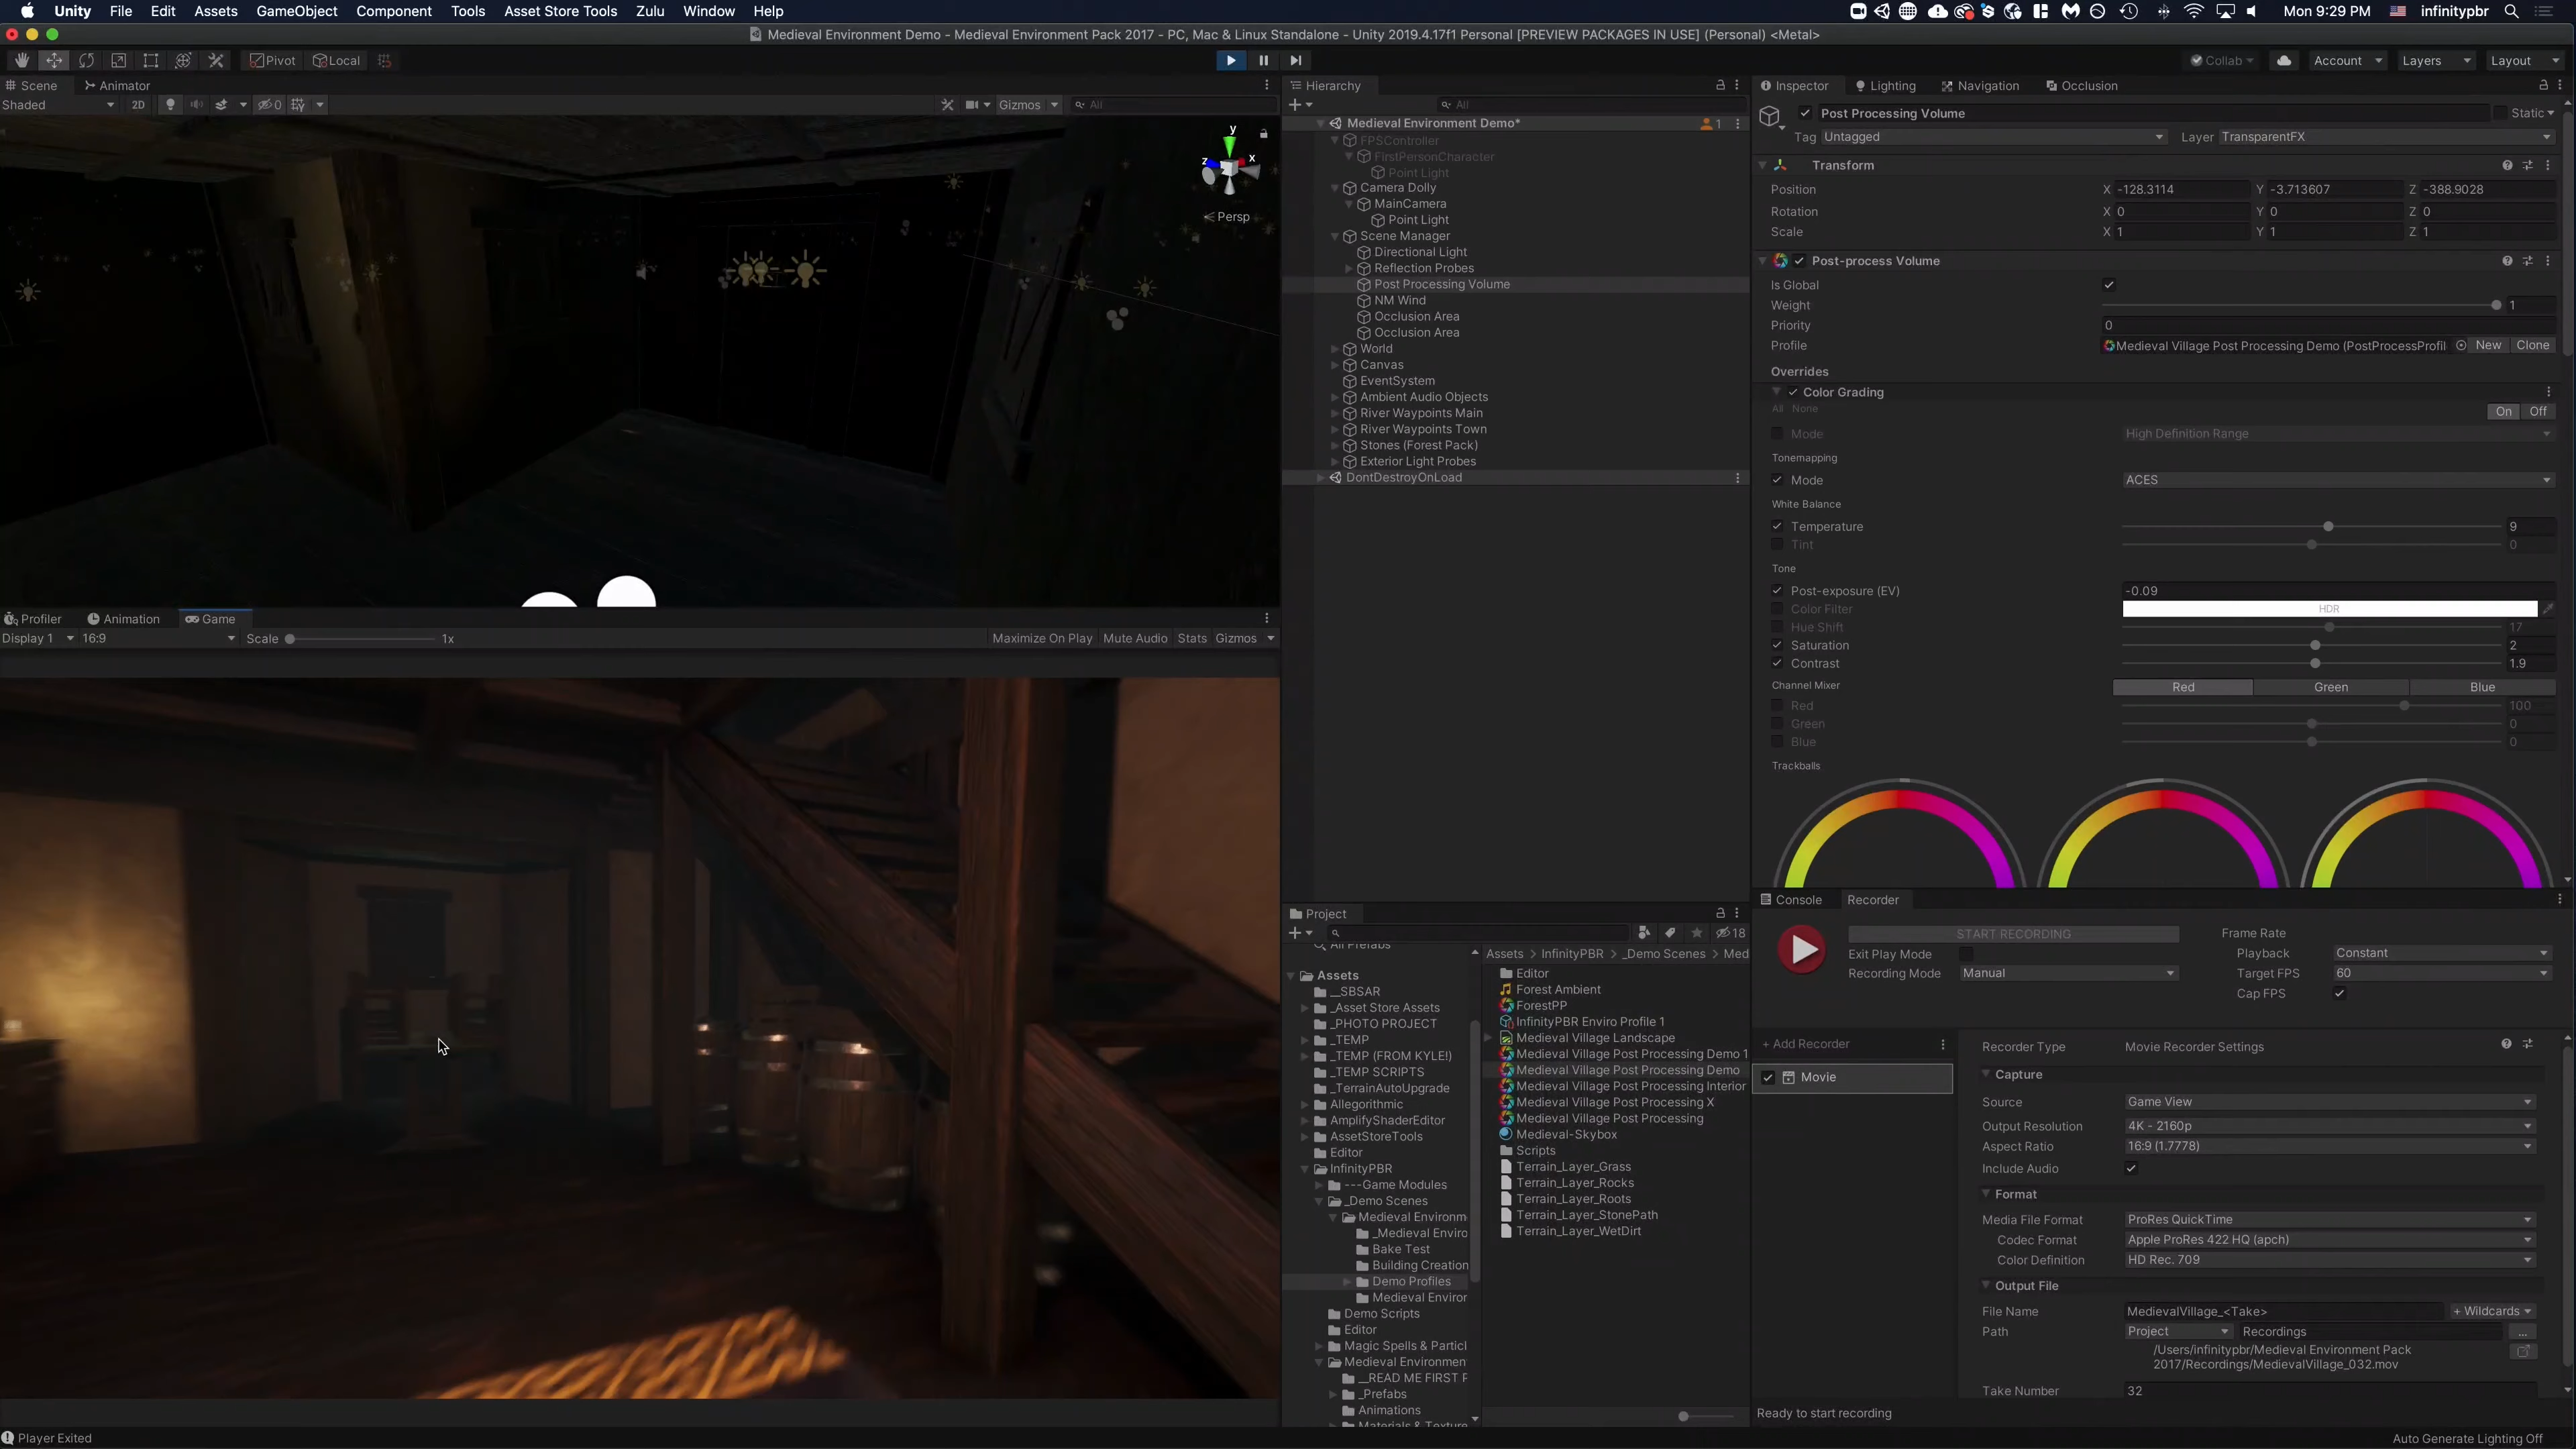 Unity File Edit Assets GameObject Component Tools Asset Store Tools Zulu Window Help
Mon 9:29 PM infinitypbr
Medieval Environment Demo - Medieval Environment Pack 2017 - PC, Mac & Linux Standalone - Unity 2019.4.17f1 Personal [PREVIEW PACKAGES IN USE] (Personal) <Metal>
Pivot Local
Collab Account Layers Layout
Scene Animator
Shaded 2D 0 Gizmos All
y
x
z
Persp
Profiler Animation Game
Display 1 16:9 Scale 1x Maximize On Play Mute Audio Stats Gizmos
Hierarchy
All
Medieval Environment Demo* 1
FPSController
FirstPersonCharacter
Point Light
Camera Dolly
MainCamera
Point Light
Scene Manager
Directional Light
Reflection Probes
Post Processing Volume
NM Wind
Occlusion Area
Occlusion Area
World
Canvas
EventSystem
Ambient Audio Objects
River Waypoints Main
River Waypoints Town
Stones (Forest Pack)
Exterior Light Probes
DontDestroyOnLoad
Inspector Lighting Navigation Occlusion
Post Processing Volume Static
Tag Untagged Layer TransparentFX
Transform
Position X -128.3114 Y -3.713607 Z -388.9028
Rotation X 0 Y 0 Z 0
Scale X 1 Y 1 Z 1
Post-process Volume
Is Global
Weight 1
Priority 0
Profile Medieval Village Post Processing Demo (PostProcessProfil New Clone
Overrides
Color Grading
All None On Off
Mode High Definition Range
Tonemapping
Mode ACES
White Balance
Temperature 9
Tint 0
Tone
Post-exposure (EV) -0.09
Color Filter HDR
Hue Shift 17
Saturation 2
Contrast 1.9
Channel Mixer Red Green Blue
Red 100
Green 0
Blue 0
Trackballs
Project
18
All Prefabs
Assets
__SBSAR
_Asset Store Assets
_PHOTO PROJECT
_TEMP
_TEMP (FROM KYLE!)
_TEMP SCRIPTS
_TerrainAutoUpgrade
Allegorithmic
AmplifyShaderEditor
AssetStoreTools
Editor
InfinityPBR
---Game Modules
_Demo Scenes
Medieval Environm
_Medieval Enviro
Bake Test
Building Creation
Demo Profiles
Medieval Environ
Demo Scripts
Editor
Magic Spells & Particl
Medieval Environment
__READ ME FIRST P
_Prefabs
Animations
Materials & Texture
Assets > InfinityPBR > _Demo Scenes > Med
Editor
Forest Ambient
ForestPP
InfinityPBR Enviro Profile 1
Medieval Village Landscape
Medieval Village Post Processing Demo 1
Medieval Village Post Processing Demo
Medieval Village Post Processing Interior
Medieval Village Post Processing X
Medieval Village Post Processing
Medieval-Skybox
Scripts
Terrain_Layer_Grass
Terrain_Layer_Rocks
Terrain_Layer_Roots
Terrain_Layer_StonePath
Terrain_Layer_WetDirt
Console Recorder
START RECORDING
Exit Play Mode
Recording Mode Manual
Frame Rate
Playback Constant
Target FPS 60
Cap FPS
+ Add Recorder
Movie
Recorder Type Movie Recorder Settings
Capture
Source Game View
Output Resolution 4K - 2160p
Aspect Ratio 16:9 (1.7778)
Include Audio
Format
Media File Format ProRes QuickTime
Codec Format Apple ProRes 422 HQ (apch)
Color Definition HD Rec. 709
Output File
File Name MedievalVillage_<Take> + Wildcards
Path Project Recordings ...
/Users/infinitypbr/Medieval Environment Pack
2017/Recordings/MedievalVillage_032.mov
Take Number 32
Ready to start recording
Player Exited
Auto Generate Lighting Off